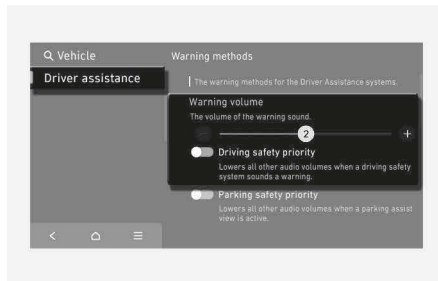 Vehicle
Driver assistance
Warning methods
The warning methods for the Driver Assistance systems.
Warning volume
The volume of the warning sound.
2
Driving safety priority
Lowers all other audio volumes when a driving safety
system sounds a warning.
Parking safety priority
Lowers all other audio volumes when a parking assist
view is active.